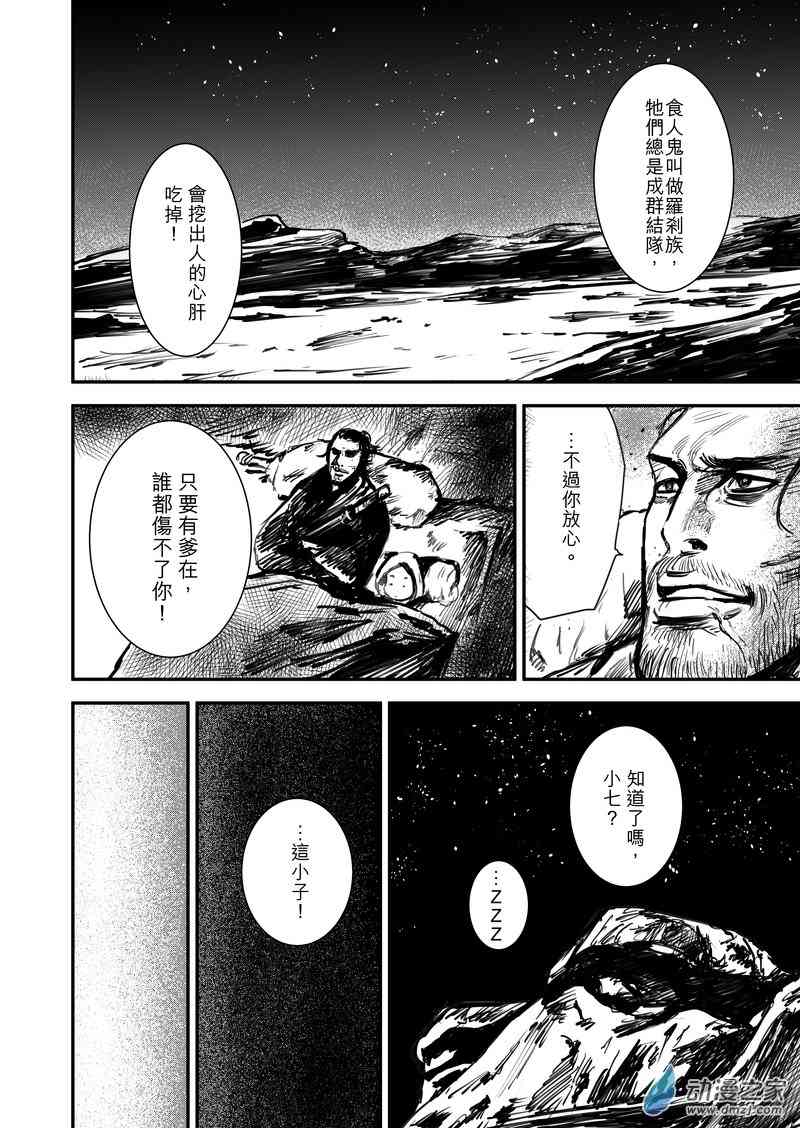 食人鬼叫做羅剎族，
牠們總是成群結隊，
會挖出人的心肝
吃掉！
…不過你放心。
只要有爹在，
誰都傷不了你！
知道了嗎，
小七？
…ZZZ
…這小子！
动漫之家
www.dmzj.com